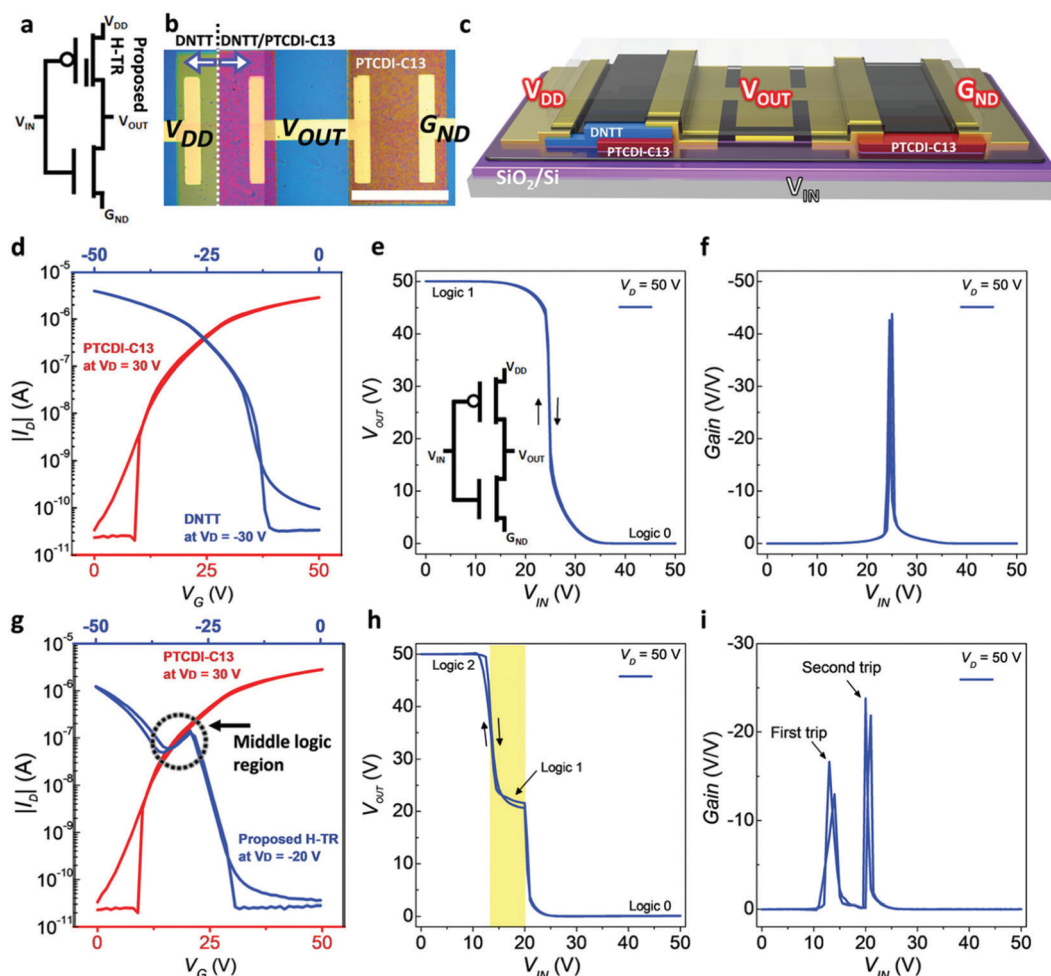 a
V_DD
Proposed
H-TR
V_IN
V_OUT
G_ND
b
DNTT
DNTT/PTCDI-C13
PTCDI-C13
V_DD
V_OUT
G_ND
c
V_DD
V_OUT
G_ND
DNTT
PTCDI-C13
PTCDI-C13
SiO2/Si
V_IN
d
-50 -25 0
10^-5
10^-6
10^-7
10^-8
10^-9
10^-10
10^-11
|I_D| (A)
PTCDI-C13
at VD = 30 V
DNTT
at VD = -30 V
0 25 50
V_G (V)
e
50
40
30
20
10
0
V_OUT (V)
Logic 1
V_D = 50 V
V_DD
V_IN
V_OUT
G_ND
Logic 0
0 10 20 30 40 50
V_IN (V)
f
-50
-40
-30
-20
-10
0
Gain (V/V)
V_D = 50 V
0 10 20 30 40 50
V_IN (V)
g
-50 -25 0
10^-5
10^-6
10^-7
10^-8
10^-9
10^-10
10^-11
|I_D| (A)
PTCDI-C13
at VD = 30 V
Middle logic
region
Proposed H-TR
at VD = -20 V
0 25 50
V_G (V)
h
50
40
30
20
10
0
V_OUT (V)
Logic 2
V_D = 50 V
Logic 1
Logic 0
0 10 20 30 40 50
V_IN (V)
i
-30
-20
-10
0
Gain (V/V)
V_D = 50 V
Second trip
First trip
0 10 20 30 40 50
V_IN (V)